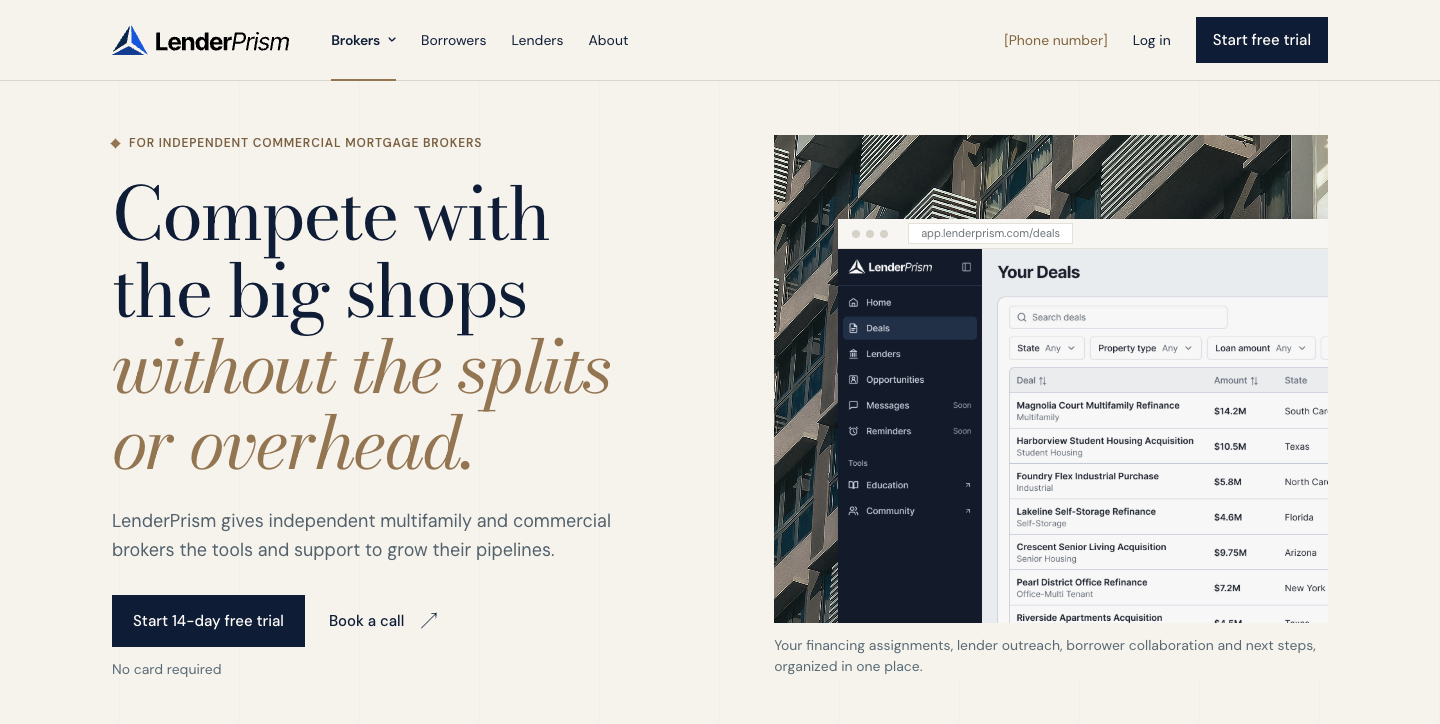 LenderPrism
Brokers
Borrowers
Lenders
About
[Phone number]
Log in
Start free trial
FOR INDEPENDENT COMMERCIAL MORTGAGE BROKERS
Compete with
the big shops
without the splits
or overhead.
LenderPrism gives independent multifamily and commercial
brokers the tools and support to grow their pipelines.
Start 14-day free trial
Book a call
No card required
app.lenderprism.com/deals
LenderPrism
Home
Deals
Lenders
Opportunities
Messages Soon
Reminders Soon
Tools
Education
Community
Your Deals
Search deals
State Any
Property type Any
Loan amount Any
Deal Amount State
Magnolia Court Multifamily Refinance
Multifamily
$14.2M
South Car
Harborview Student Housing Acquisition
Student Housing
$10.5M
Texas
Foundry Flex Industrial Purchase
Industrial
$5.8M
North Car
Lakeline Self-Storage Refinance
Self-Storage
$4.6M
Florida
Crescent Senior Living Acquisition
Senior Housing
$9.75M
Arizona
Pearl District Office Refinance
Office-Multi Tenant
$7.2M
New York
Riverside Apartments Acquisition
$4.5M
Texas
Your financing assignments, lender outreach, borrower collaboration and next steps,
organized in one place.